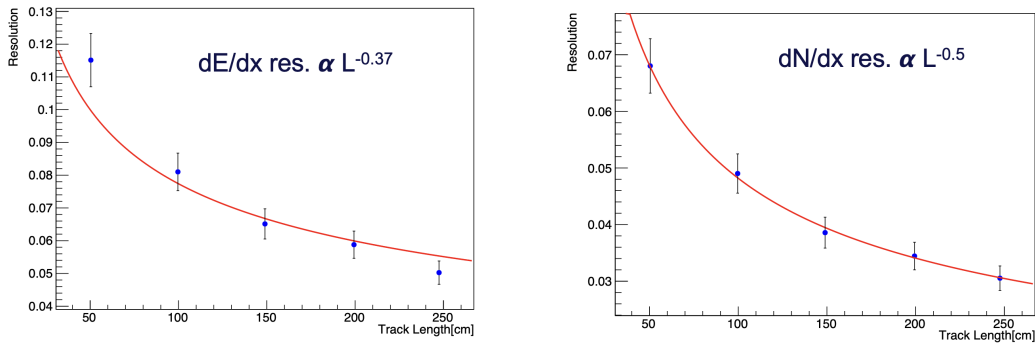 Resolution
0.13
0.12
0.11
0.1
0.09
0.08
0.07
0.06
0.05
0.04
dE/dx res. α L-0.37
50 100 150 200 250
Track Length[cm]
Resolution
0.07
0.06
0.05
0.04
0.03
dN/dx res. α L-0.5
50 100 150 200 250
Track Length[cm]